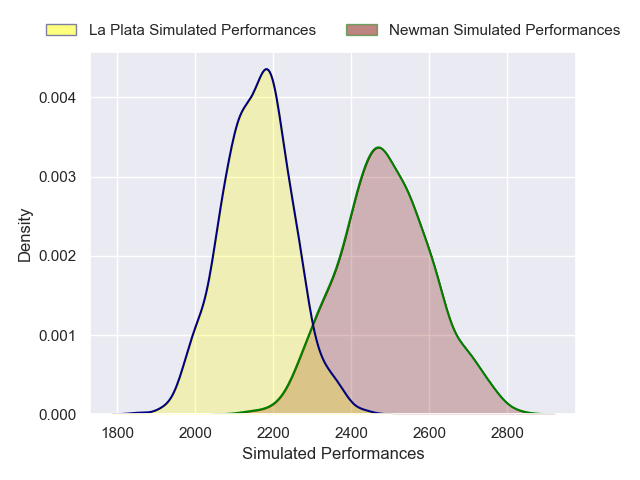 La Plata Simulated Performances Newman Simulated Performances
0.004
0.003
0.002
0.001
0.000
Density
1800 2000 2200 2400 2600 2800
Simulated Performances